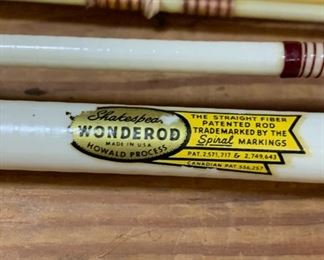 Shakespea
WONDEROD
MADE IN USA
HOWALD PROCESS
THE STRAIGHT FIBER
PATENTED ROD
TRADEMARKED BY THE
Spiral MARKINGS
PAT. 2,571,717 & 2,749,643
CANADIAN PAT. 556,257